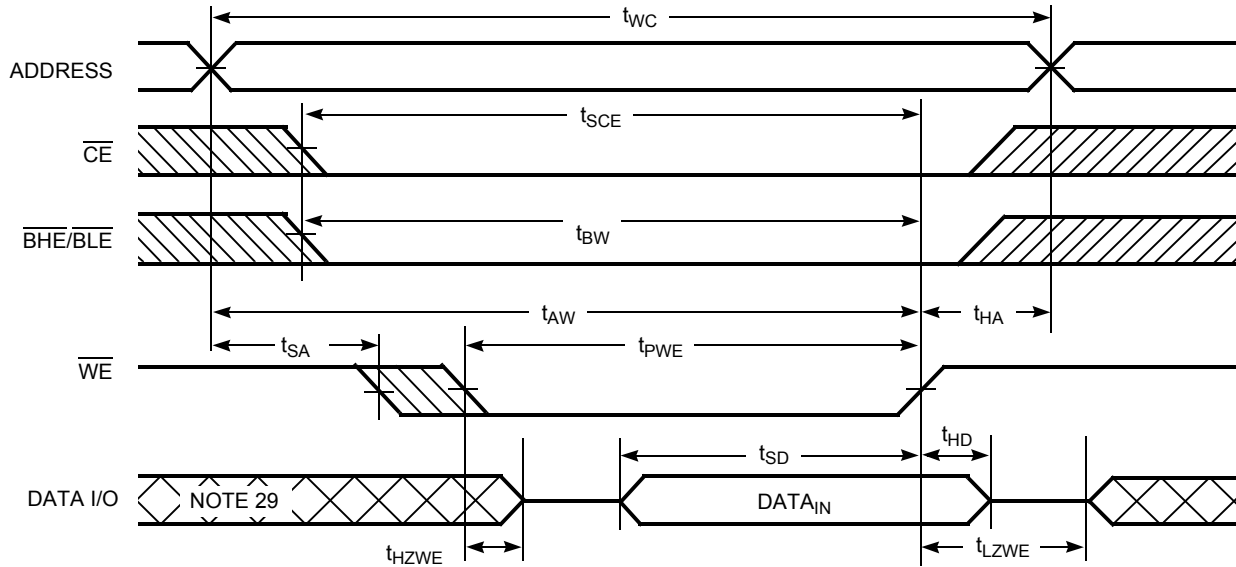 tWC
ADDRESS
tSCE
CE
tBW
BHE/BLE
tAW
tHA
tSA
tPWE
WE
tSD
tHD
DATA I/O
NOTE 29
DATAIN
tHZWE
tLZWE